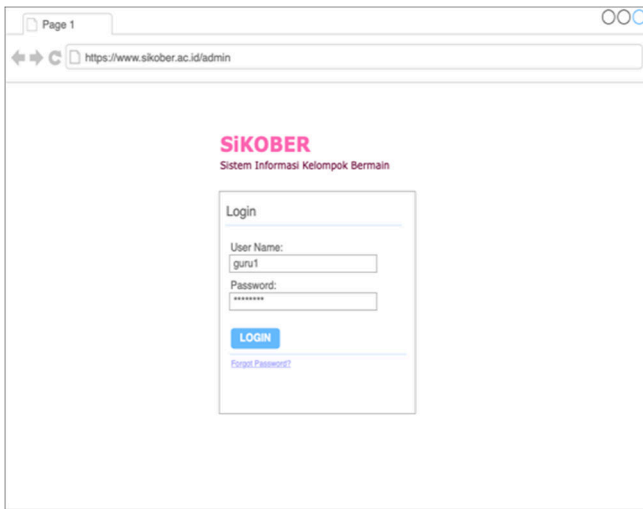 Page 1
https://www.sikober.ac.id/admin
SiKOBER
Sistem Informasi Kelompok Bermain
Login
User Name:
guru1
Password:
********
LOGIN
Forgot Password?